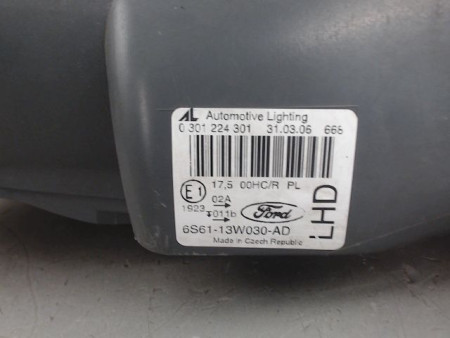 AL Automotive Lighting
0 301 224 301 31.03.06 668
17,5 00HC/R PL
E1 02A
1923 011b
Ford
6S61-13W030-AD
Made in Czech Republic
LHD